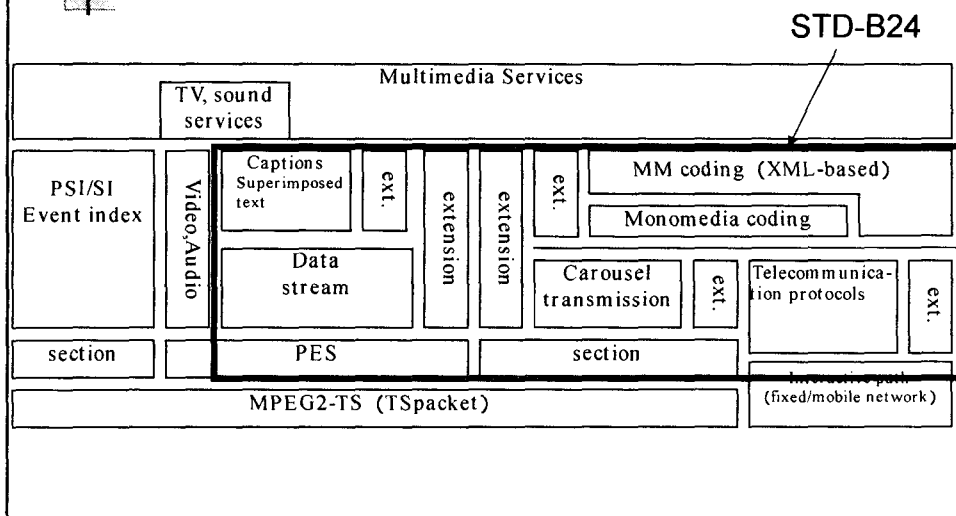 STD-B24
Multimedia Services
TV, sound
services
PSI/SI
Event index
Video,Audio
Captions
Superimposed
text
ext.
extension
extension
ext.
MM coding (XML-based)
Monomedia coding
Data
stream
Carousel
transmission
ext.
Telecommunica-
tion protocols
ext.
section
PES
section
Interactive path
(fixed/mobile network)
MPEG2-TS (TSpacket)